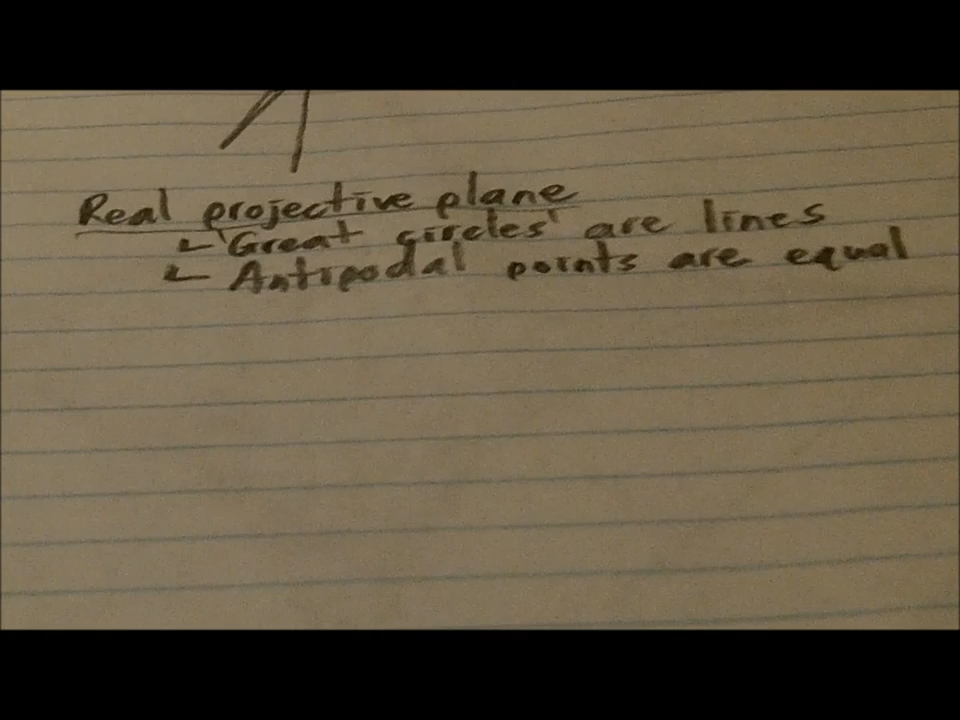 Real projective plane
'Great circles' are lines
Antipodal points are equal